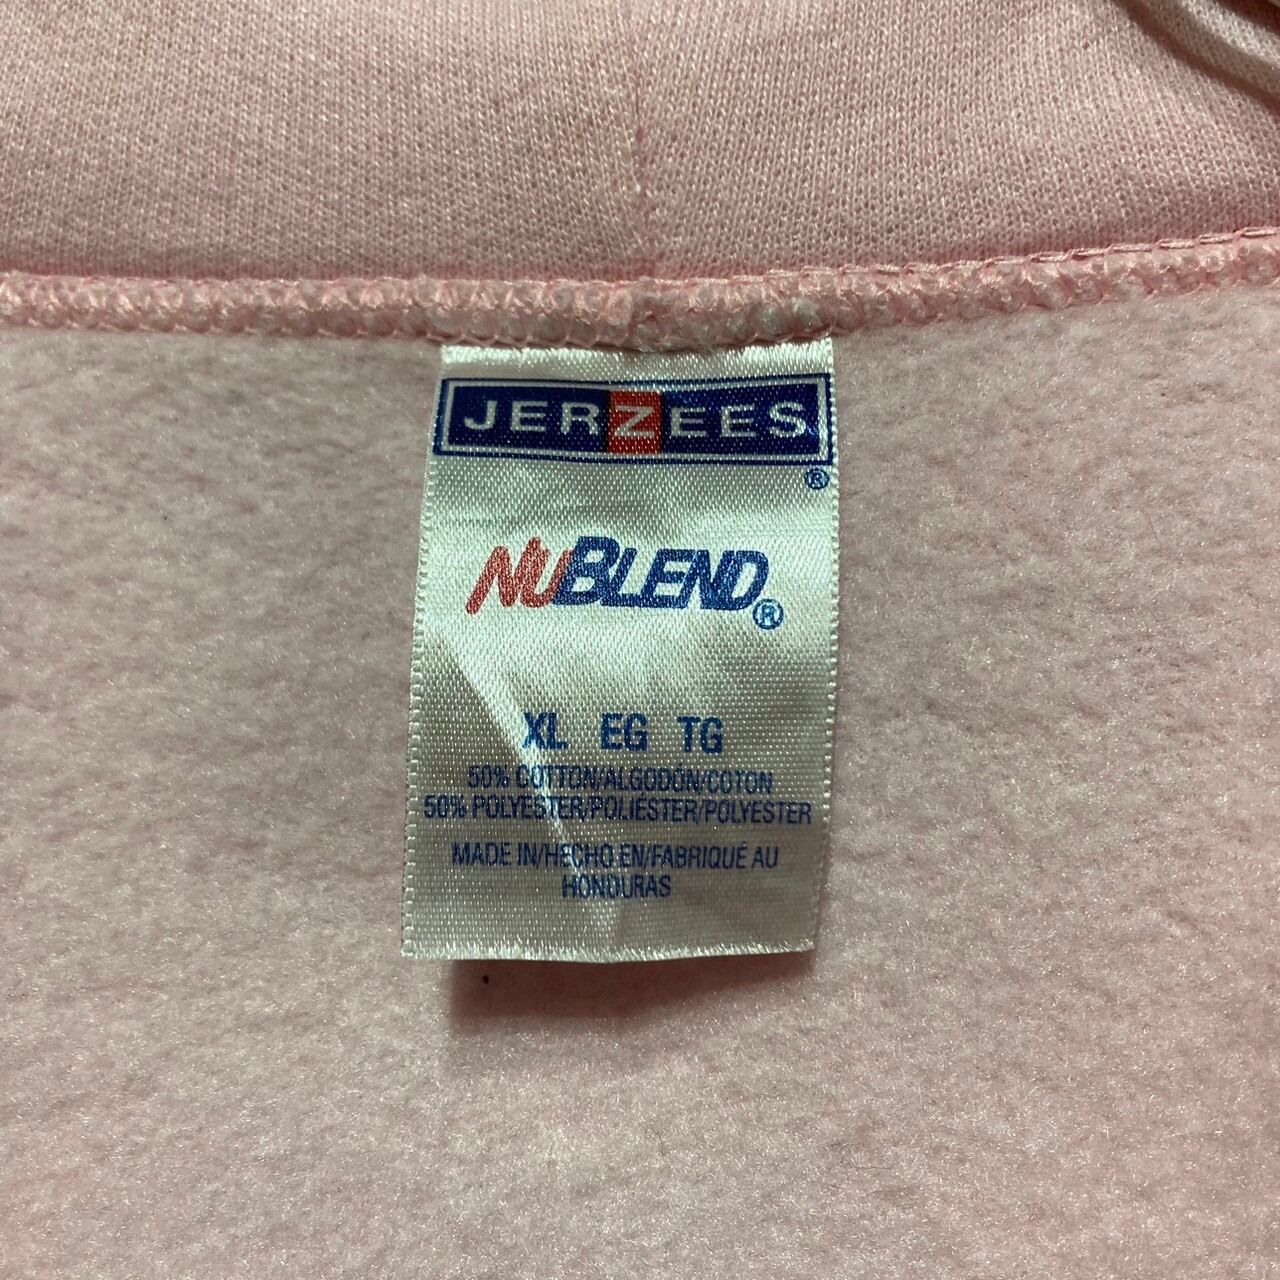 JERZEES
®
NUBLEND®
XL EG TG
50% COTTON/ALGODÓN/COTON
50% POLYESTER/POLIÉSTER/POLYESTER
MADE IN/HECHO EN/FABRIQUÉ AU
HONDURAS